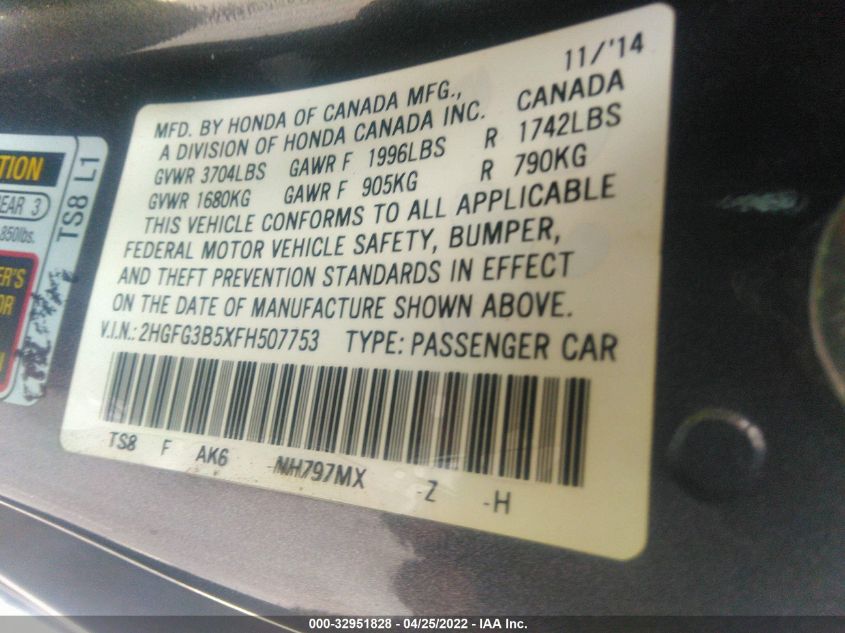 11/'14
MFD. BY HONDA OF CANADA MFG.,
A DIVISION OF HONDA CANADA INC. CANADA
GVWR 3704LBS GAWR F 1996LBS R 1742LBS
GVWR 1680KG GAWR F 905KG R 790KG
THIS VEHICLE CONFORMS TO ALL APPLICABLE
FEDERAL MOTOR VEHICLE SAFETY, BUMPER,
AND THEFT PREVENTION STANDARDS IN EFFECT
ON THE DATE OF MANUFACTURE SHOWN ABOVE.
V.I.N.: 2HGFG3B5XFH507753 TYPE: PASSENGER CAR
TS8 F AK6 -NH797MX -Z -H
TS8 L1
3
000-32951828 - 04/25/2022 - IAA Inc.